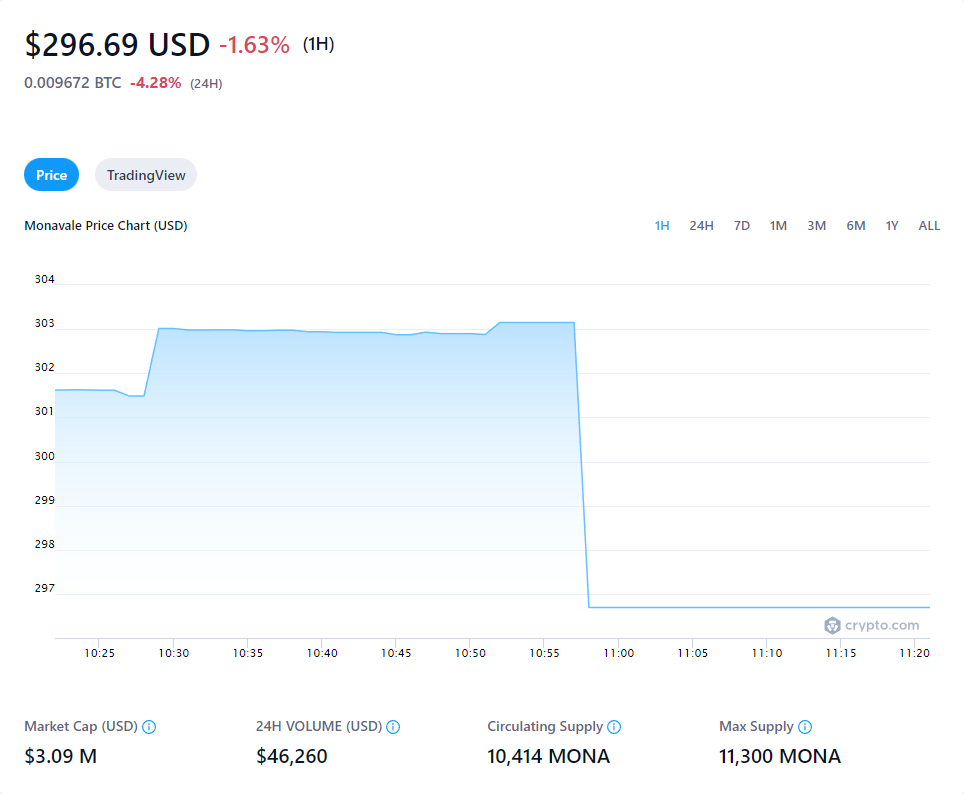 $296.69 USD -1.63% (1H)
0.009672 BTC -4.28% (24H)
Price TradingView
Monavale Price Chart (USD) 1H 24H 7D 1M 3M 6M 1Y ALL
304
303
302
301
300
299
298
297
crypto.com
10:25 10:30 10:35 10:40 10:45 10:50 10:55 11:00 11:05 11:10 11:15 11:20
Market Cap (USD) 24H VOLUME (USD) Circulating Supply Max Supply
$3.09 M $46,260 10,414 MONA 11,300 MONA